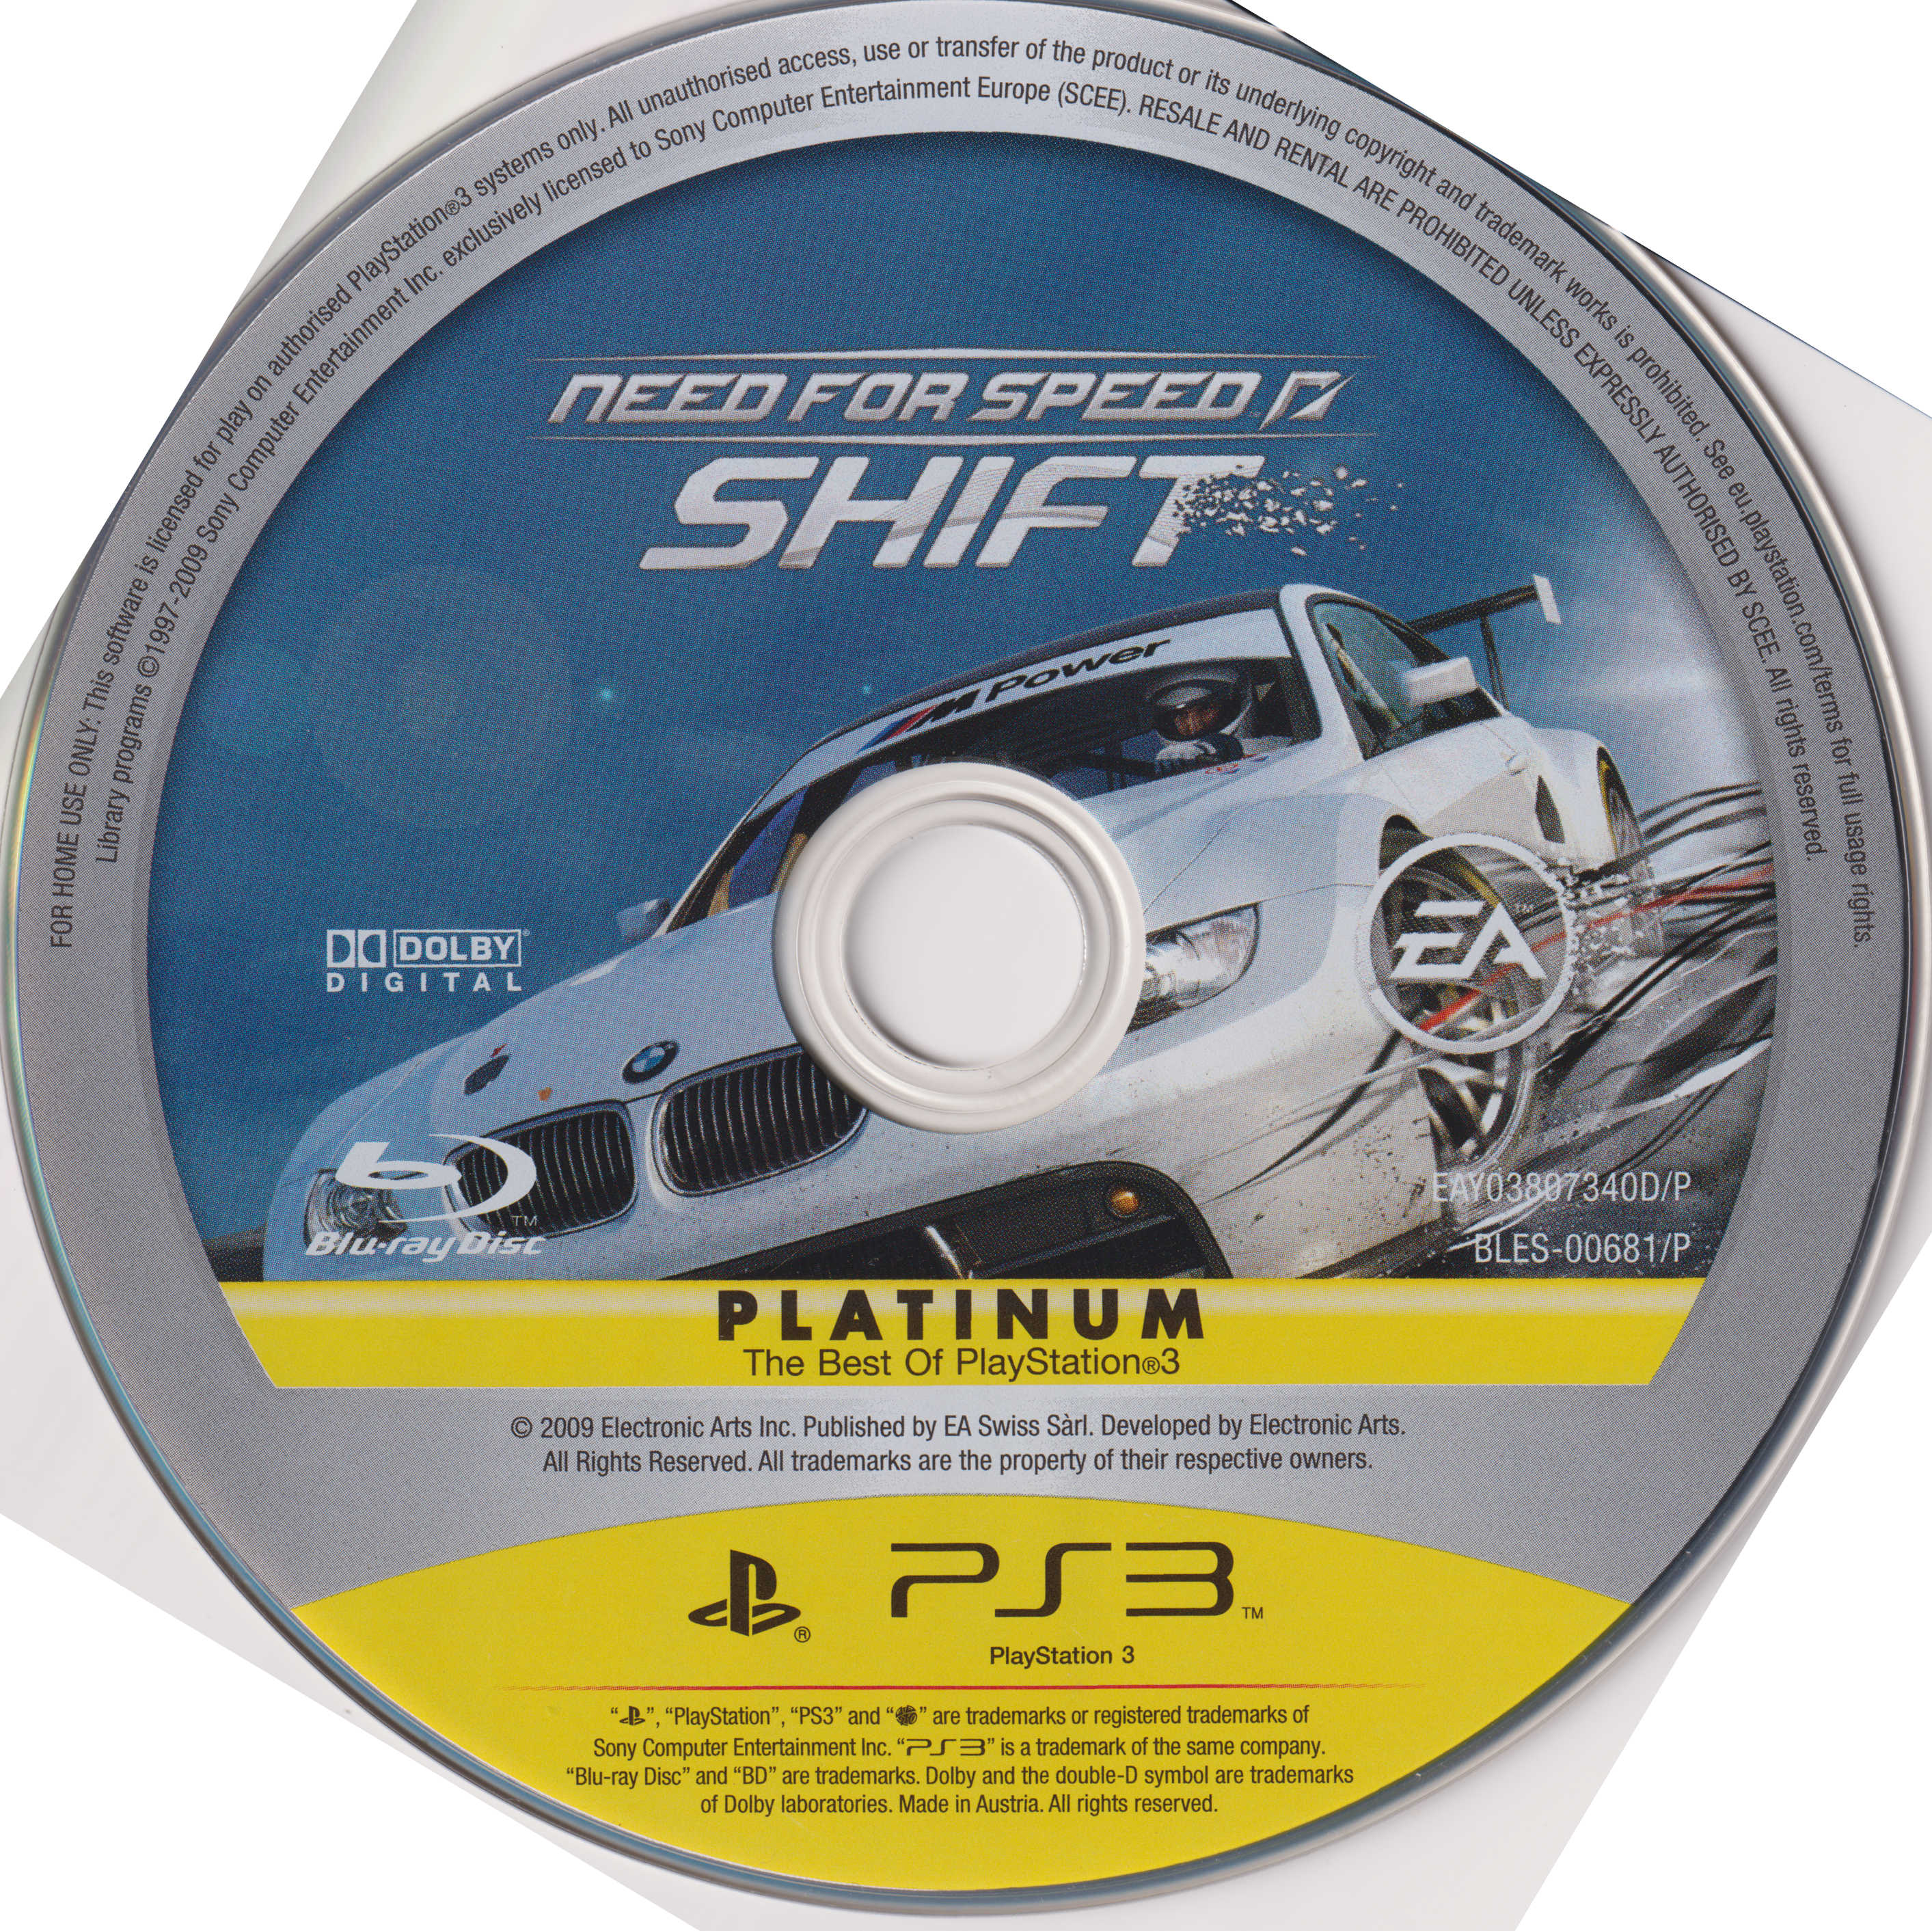 FOR HOME USE ONLY: This software is licensed for play on authorised PlayStation®3 systems only. All unauthorised access, use or transfer of the product or its underlying copyright and trademark works is prohibited. See eu.playstation.com/terms for full usage rights.
Library programs ©1997-2009 Sony Computer Entertainment Inc. exclusively licensed to Sony Computer Entertainment Europe (SCEE). RESALE AND RENTAL ARE PROHIBITED UNLESS EXPRESSLY AUTHORISED BY SCEE. All rights reserved.
NEED FOR SPEED™
SHIFT
M Power
DOLBY®
DIGITAL
EA™
BMW
Blu-ray Disc™
EAY03807340D/P
BLES-00681/P
PLATINUM
The Best Of PlayStation®3
© 2009 Electronic Arts Inc. Published by EA Swiss Sàrl. Developed by Electronic Arts.
All Rights Reserved. All trademarks are the property of their respective owners.
® PS3™
PlayStation 3
“ ”, “PlayStation”, “PS3” and “ ” are trademarks or registered trademarks of
Sony Computer Entertainment Inc. “PS3” is a trademark of the same company.
“Blu-ray Disc” and “BD” are trademarks. Dolby and the double-D symbol are trademarks
of Dolby laboratories. Made in Austria. All rights reserved.